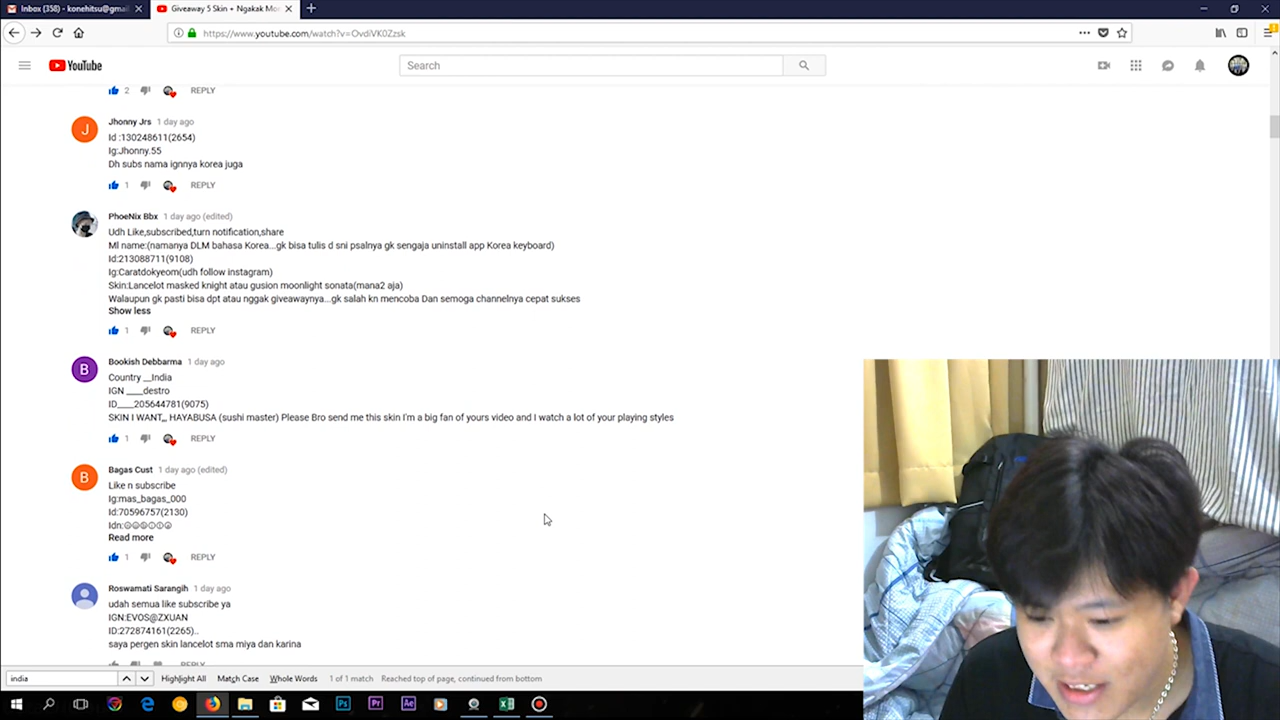 Inbox (358) - konehitsu@gmai
Giveaway 5 Skin + Ngakak Mo
https://www.youtube.com/watch?v=OvdiVK0Zzsk
YouTube
Search
2 REPLY
J
Jhonny Jrs 1 day ago
Id :130248611(2654)
Ig:Jhonny.55
Dh subs nama ignnya korea juga
1 REPLY
PhoeNix Bbx 1 day ago (edited)
Udh Like,subscribed,turn notification,share
Ml name:(namanya DLM bahasa Korea...gk bisa tulis d sni psalnya gk sengaja uninstall app Korea keyboard)
Id:213088711(9108)
Ig:Caratdokyeom(udh follow instagram)
Skin:Lancelot masked knight atau gusion moonlight sonata(mana2 aja)
Walaupun gk pasti bisa dpt atau nggak giveawaynya...gk salah kn mencoba Dan semoga channelnya cepat sukses
Show less
1 REPLY
B
Bookish Debbarma 1 day ago
Country __India
IGN ____destro
ID____205644781(9075)
SKIN I WANT,,, HAYABUSA (sushi master) Please Bro send me this skin I'm a big fan of yours video and I watch a lot of your playing styles
1 REPLY
B
Bagas Cust 1 day ago (edited)
Like n subscribe
Ig:mas_bagas_000
Id:70596757(2130)
Idn:
Read more
1 REPLY
Roswamati Sarangih 1 day ago
udah semua like subscribe ya
IGN:EVOS@ZXUAN
ID:272874161(2265)..
saya pergen skin lancelot sma miya dan karina
REPLY
india
Highlight All Match Case Whole Words 1 of 1 match Reached top of page, continued from bottom
Ps Pr Ae